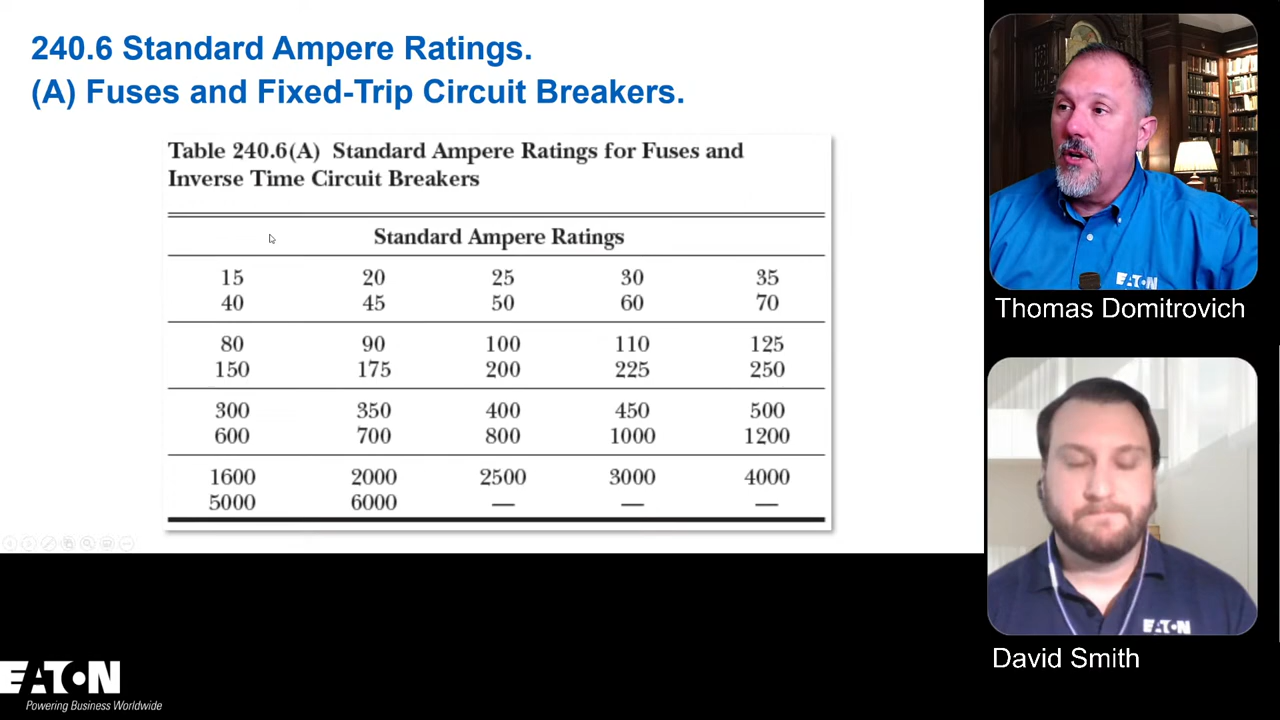 240.6 Standard Ampere Ratings.
(A) Fuses and Fixed-Trip Circuit Breakers.
Table 240.6(A) Standard Ampere Ratings for Fuses and
Inverse Time Circuit Breakers
Standard Ampere Ratings
15 20 25 30 35
40 45 50 60 70
80 90 100 110 125
150 175 200 225 250
300 350 400 450 500
600 700 800 1000 1200
1600 2000 2500 3000 4000
5000 6000 — — —
EATON
Thomas Domitrovich
EATON
David Smith
EATON
Powering Business Worldwide